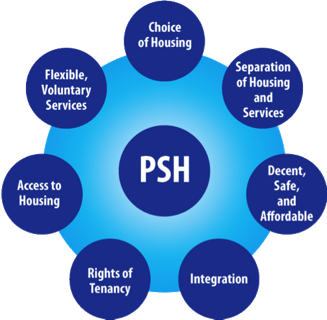 Choice
of Housing
Separation
of Housing
and
Services
Decent,
Safe,
and
Affordable
Integration
Rights of
Tenancy
Access to
Housing
Flexible,
Voluntary
Services
PSH